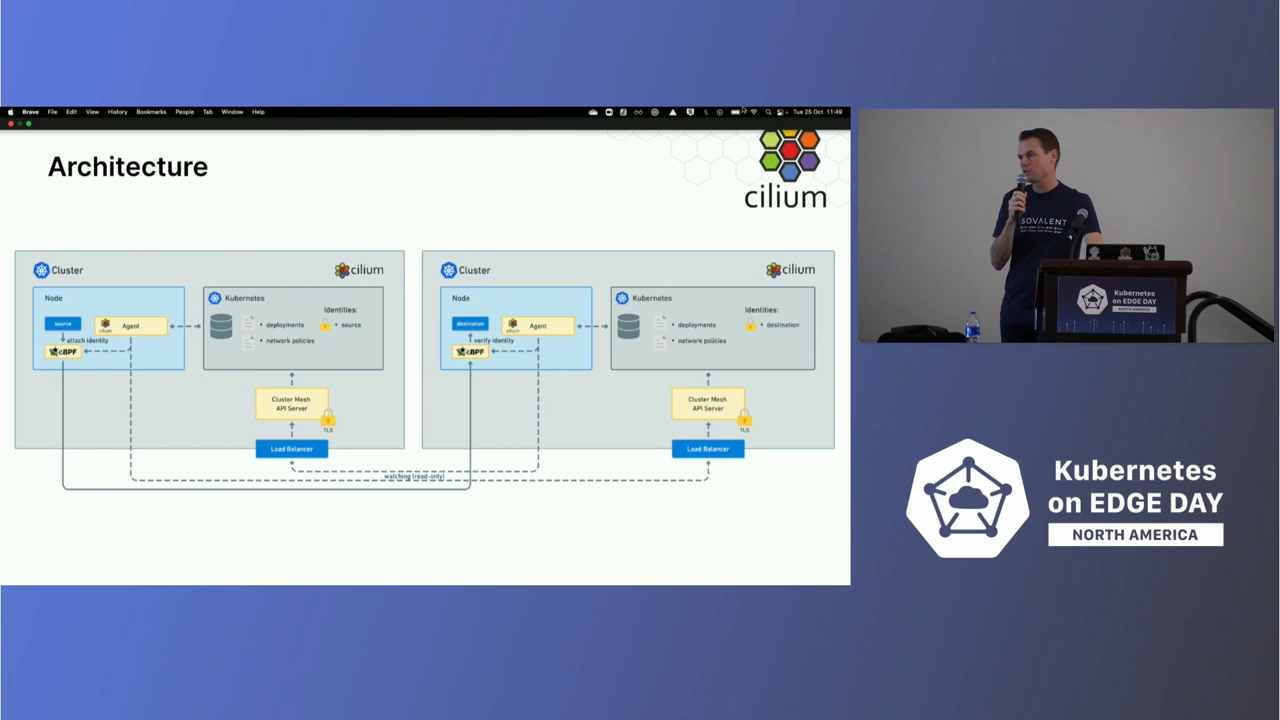 Brave File Edit View History Bookmarks People Tab Window Help
Tue 25 Oct 11:49
Architecture
cilium
Cluster
cilium
Node
source
Agent
cilium
attach identity
eBPF
Kubernetes
• deployments
• network policies
Identities:
• source
Cluster Mesh
API Server
TLS
Load Balancer
Cluster
cilium
Node
destination
Agent
cilium
verify identity
eBPF
Kubernetes
• deployments
• network policies
Identities:
• destination
Cluster Mesh
API Server
TLS
Load Balancer
watching (read-only)
SOVALENT
Kubernetes
on EDGE DAY
NORTH AMERICA
Kubernetes
on EDGE DAY
NORTH AMERICA